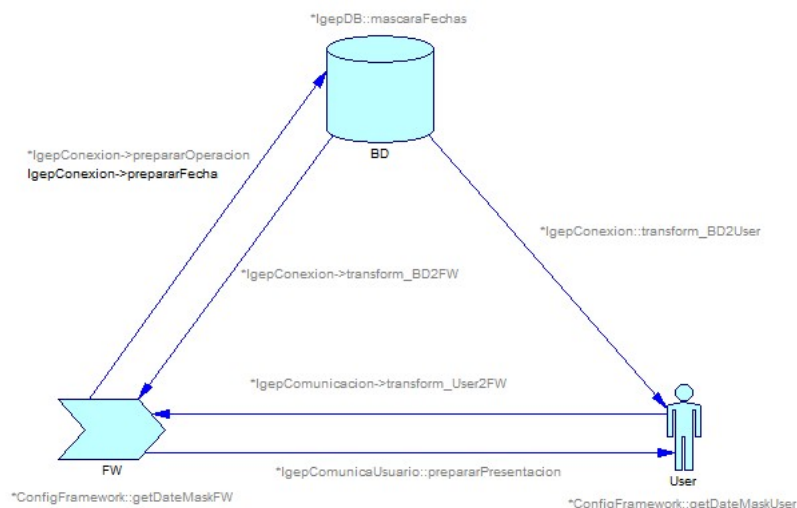 *IgepDB::mascaraFechas
*IgepConexion->prepararOperacion
IgepConexion->prepararFecha
BD
*IgepConexion::transform_BD2User
*IgepConexion->transform_BD2FW
*IgepComunicacion->transform_User2FW
FW
*IgepComunicaUsuario::prepararPresentacion
User
*ConfigFramework::getDateMaskFW
*ConfigFramework::getDateMaskUser